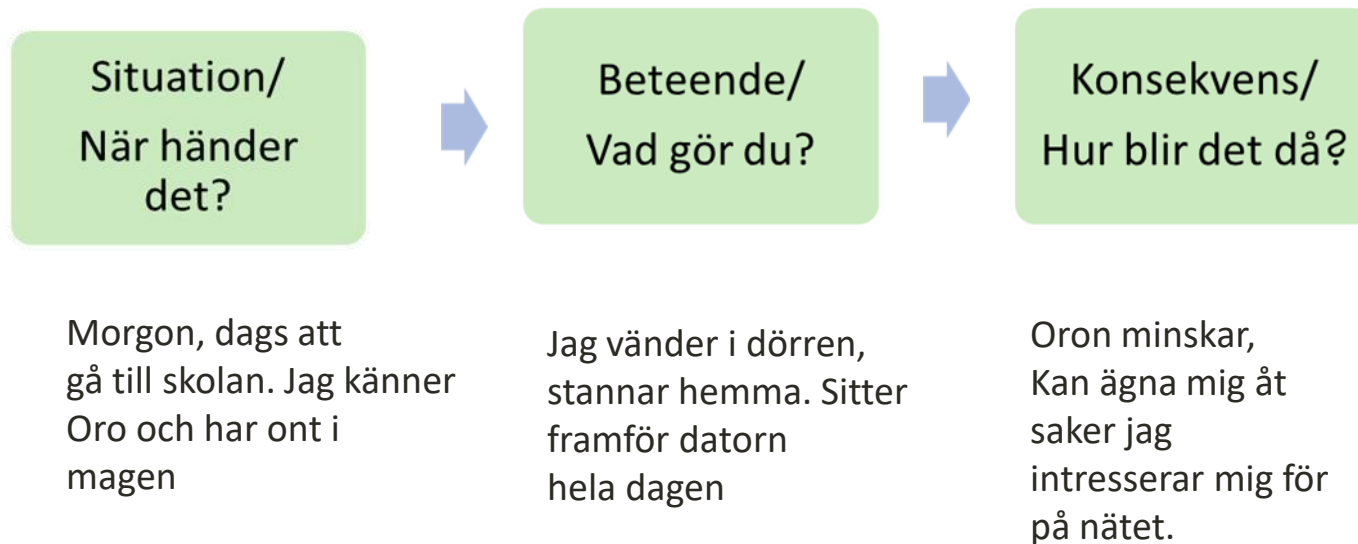 Situation/
När händer
det?
Beteende/
Vad gör du?
Konsekvens/
Hur blir det då?
Morgon, dags att
gå till skolan. Jag känner
Oro och har ont i
magen
Jag vänder i dörren,
stannar hemma. Sitter
framför datorn
hela dagen
Oron minskar,
Kan ägna mig åt
saker jag
intresserar mig för
på nätet.